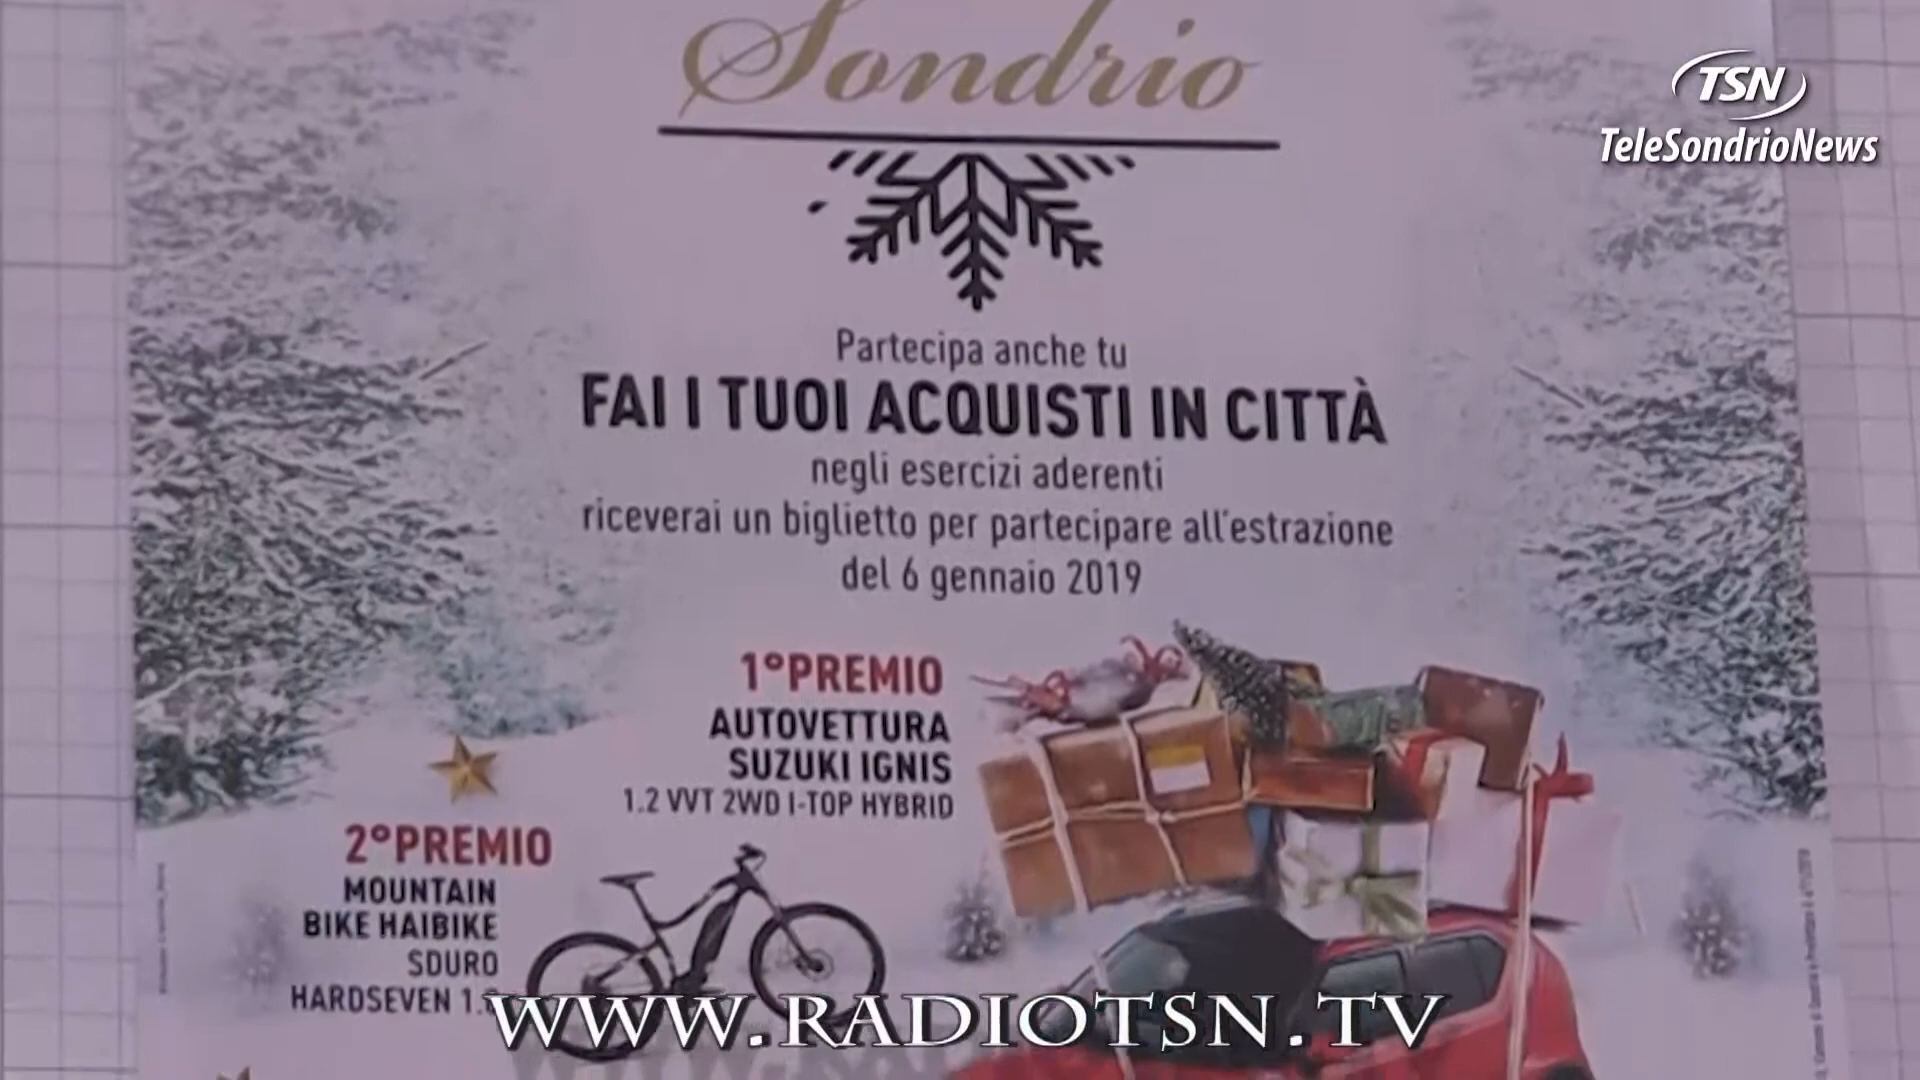 Sondrio
TSN
TeleSondrioNews
Partecipa anche tu
FAI I TUOI ACQUISTI IN CITTÀ
negli esercizi aderenti
riceverai un biglietto per partecipare all'estrazione
del 6 gennaio 2019
1°PREMIO
AUTOVETTURA
SUZUKI IGNIS
1.2 VVT 2WD I-TOP HYBRID
2°PREMIO
MOUNTAIN
BIKE HAIBIKE
SDURO
HARDSEVEN
WWW.RADIOTSN.TV